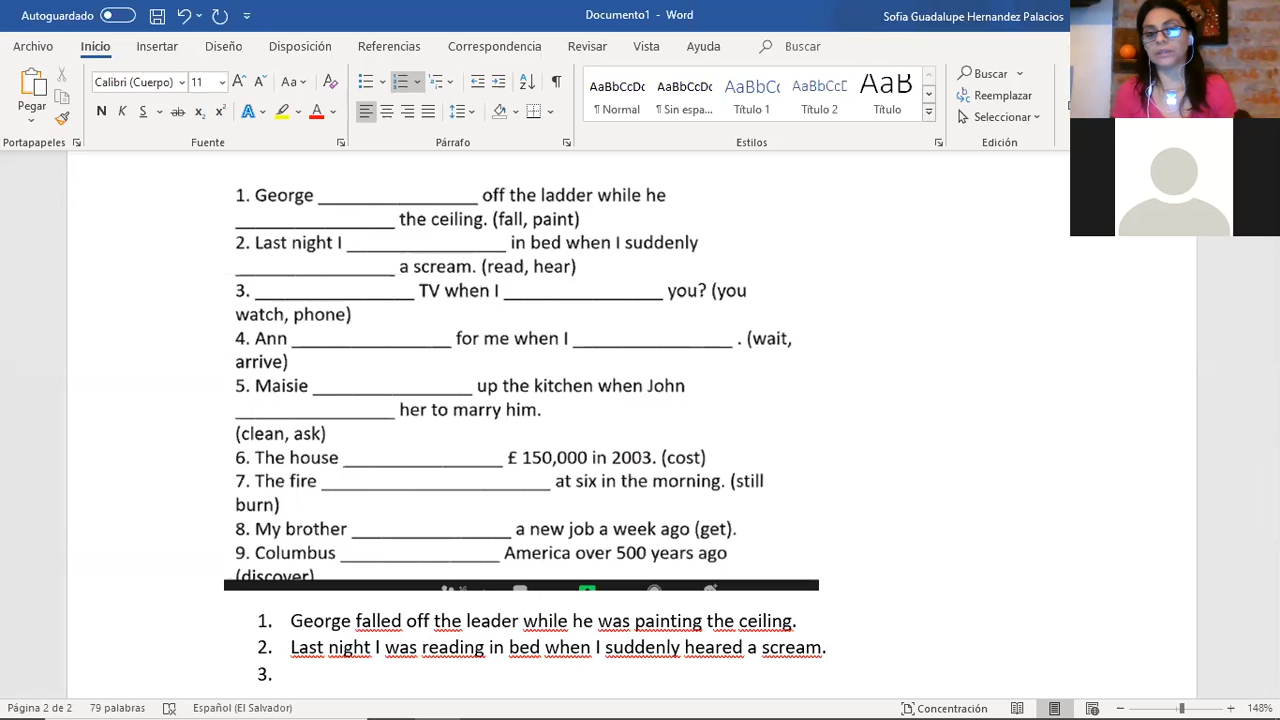 Autoguardado
Documento1 - Word
Sofia Guadalupe Hernandez Palacios
Archivo Inicio Insertar Diseño Disposición Referencias Correspondencia Revisar Vista Ayuda Buscar
Calibri (Cuerpo) 11
Pegar
N K S ab x₂ x²
AaBbCcDc AaBbCcDc AaBbC AaBbCcD AaB
¶ Normal ¶ Sin espa... Título 1 Título 2 Título
Buscar
Reemplazar
Seleccionar
Portapapeles Fuente Párrafo Estilos Edición
1. George ________________ off the ladder while he
________________ the ceiling. (fall, paint)
2. Last night I ________________ in bed when I suddenly
________________ a scream. (read, hear)
3. ________________ TV when I ________________ you? (you
watch, phone)
4. Ann ________________ for me when I ________________ . (wait,
arrive)
5. Maisie ________________ up the kitchen when John
________________ her to marry him.
(clean, ask)
6. The house ________________ £ 150,000 in 2003. (cost)
7. The fire _______________________ at six in the morning. (still
burn)
8. My brother ________________ a new job a week ago (get).
9. Columbus ________________ America over 500 years ago
(discover)
1. George falled off the leader while he was painting the ceiling.
2. Last night I was reading in bed when I suddenly heared a scream.
3.
Página 2 de 2 79 palabras Español (El Salvador) Concentración 148%